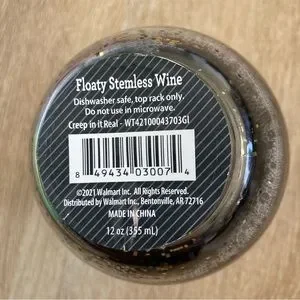 Floaty Stemless Wine
Dishwasher safe, top rack only.
Do not use in microwave.
Creep in it Real - WT42100043703Gl
8 49434 03007 4
©2021 Walmart Inc. All Rights Reserved.
Distributed by Walmart Inc., Bentonville, AR 72716
MADE IN CHINA
12 oz (355 mL)